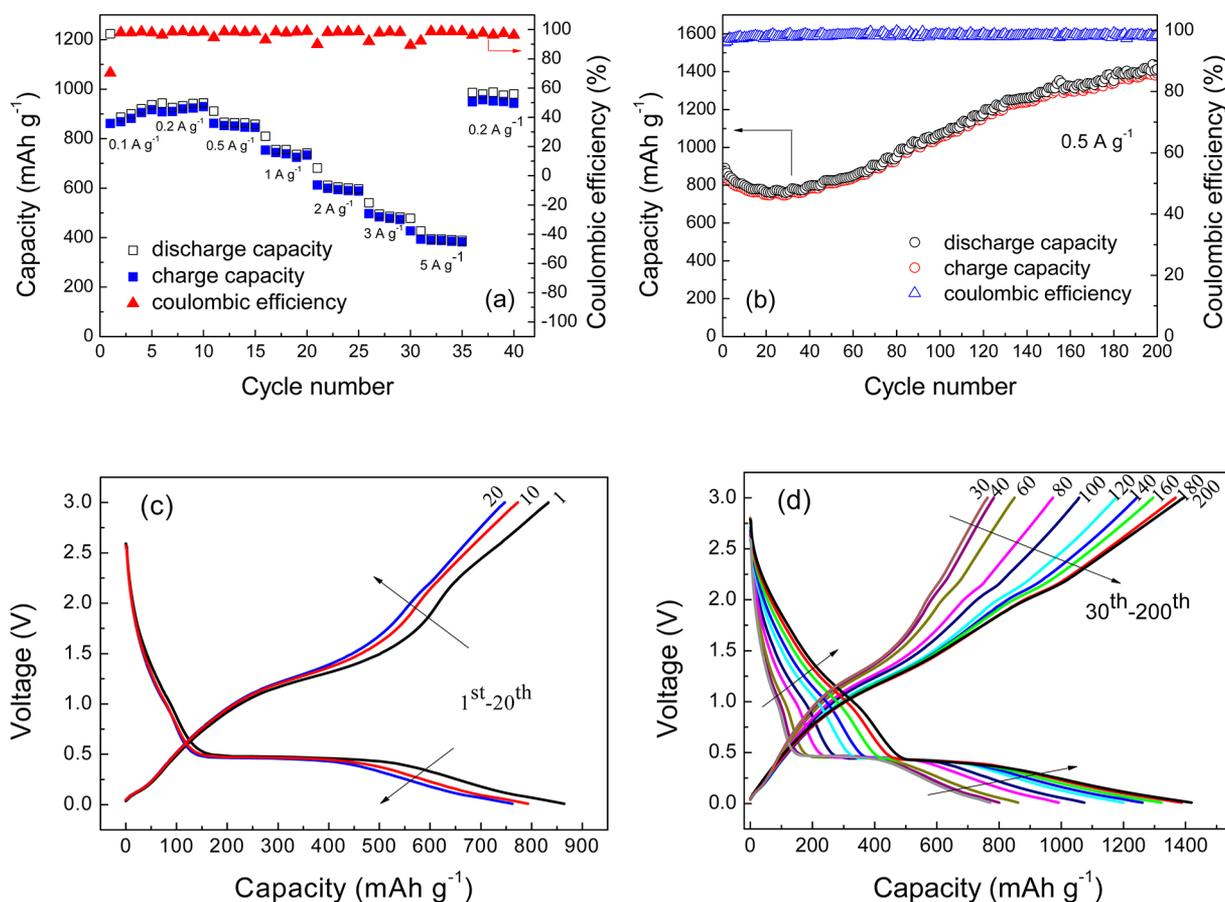 Capacity (mAh g-1)
1200
1000
800
600
400
200
0
0.1 A g-1
0.2 A g-1
0.5 A g-1
1 A g-1
2 A g-1
3 A g-1
5 A g-1
0.2 A g-1
discharge capacity
charge capacity
coulombic efficiency
(a)
100
80
60
40
20
0
-20
-40
-60
-80
-100
Coulombic efficiency (%)
0 5 10 15 20 25 30 35 40
Cycle number
Capacity (mAh g-1)
1600
1400
1200
1000
800
600
400
200
0
0.5 A g-1
discharge capacity
charge capacity
coulombic efficiency
(b)
100
80
60
40
20
0
Coulombic efficiency (%)
0 20 40 60 80 100 120 140 160 180 200
Cycle number
Voltage (V)
3.0
2.5
2.0
1.5
1.0
0.5
0.0
(c)
20 10 1
1st-20th
0 100 200 300 400 500 600 700 800 900
Capacity (mAh g-1)
Voltage (V)
3.0
2.5
2.0
1.5
1.0
0.5
0.0
(d)
30 40 60 80 100 120 140 160 180 200
30th-200th
0 200 400 600 800 1000 1200 1400
Capacity (mAh g-1)